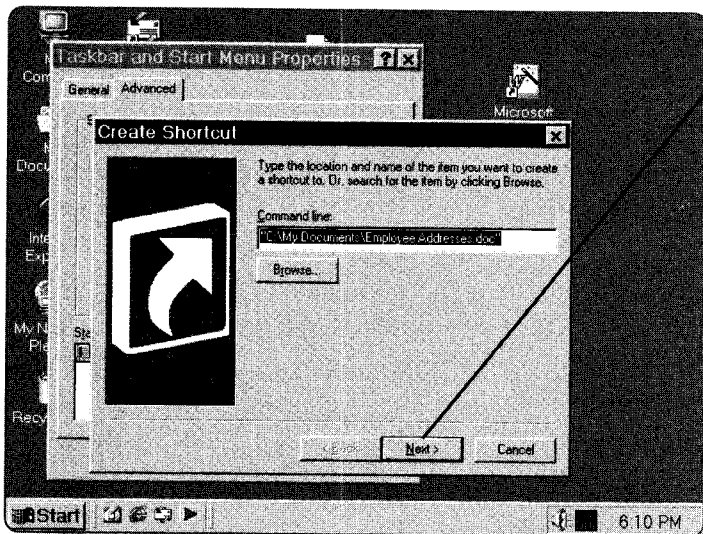 Taskbar and Start Menu Properties
General Advanced
Microsoft
Create Shortcut
Type the location and name of the item you want to create
a shortcut to. Or, search for the item by clicking Browse.
Command line:
"C:\My Documents\Employee Addresses.doc"
Browse...
< Back Next > Cancel
Start
6:10 PM